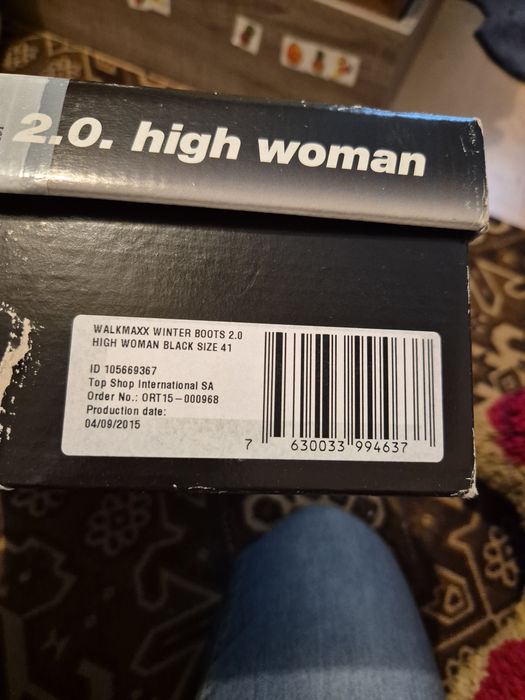 2.0. high woman
WALKMAXX WINTER BOOTS 2.0
HIGH WOMAN BLACK SIZE 41
ID 105669367
Top Shop International SA
Order No.: ORT15-000968
Production date:
04/09/2015
7 630033 994637